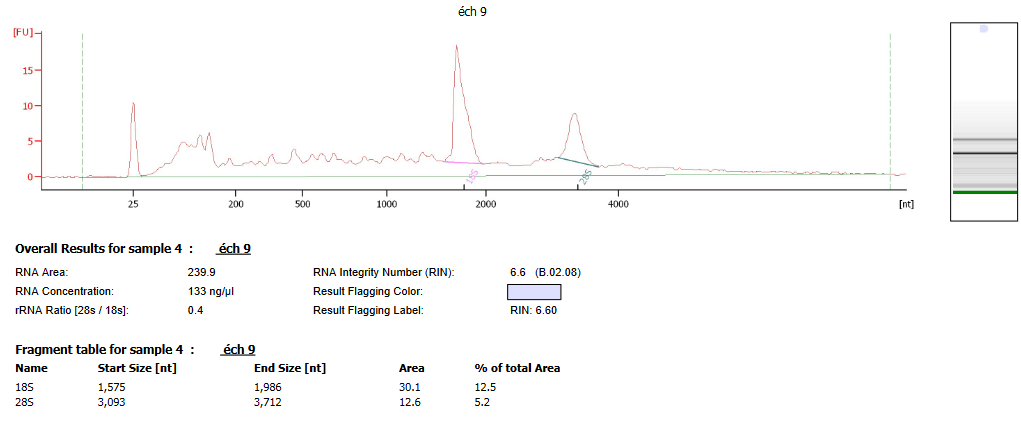 éch 9
[FU]
15
10
5
0
18S
28S
25 200 500 1000 2000 4000 [nt]
Overall Results for sample 4 : éch 9
RNA Area: 239.9 RNA Integrity Number (RIN): 6.6 (B.02.08)
RNA Concentration: 133 ng/µl Result Flagging Color:
rRNA Ratio [28s / 18s]: 0.4 Result Flagging Label: RIN: 6.60
Fragment table for sample 4 : éch 9
Name Start Size [nt] End Size [nt] Area % of total Area
18S 1,575 1,986 30.1 12.5
28S 3,093 3,712 12.6 5.2